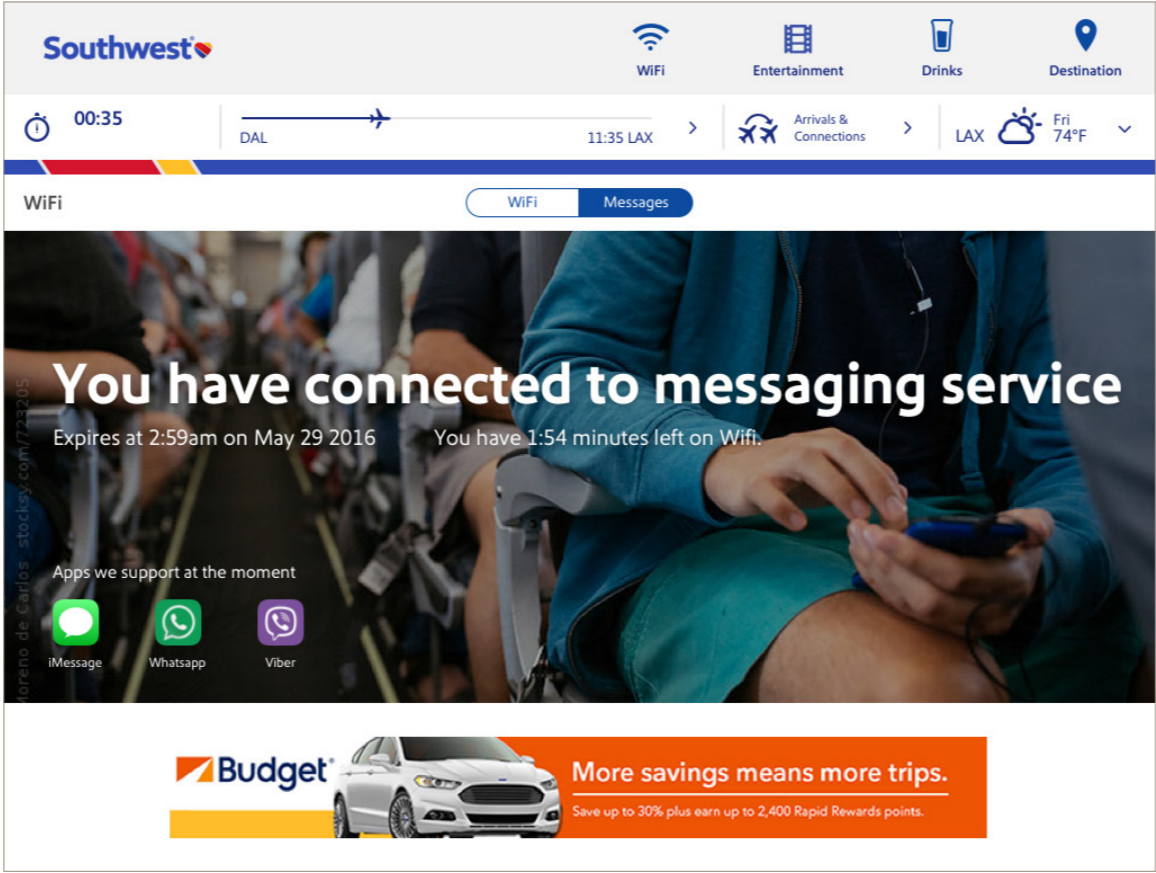 Southwest
WiFi
Entertainment
Drinks
Destination
00:35
DAL
11:35 LAX
Arrivals &
Connections
LAX
Fri
74°F
WiFi
WiFi
Messages
You have connected to messaging service
Expires at 2:59am on May 29 2016
You have 1:54 minutes left on Wifi.
Apps we support at the moment
iMessage
Whatsapp
Viber
Moreno de Carlos stocksy.com/723205
Budget
More savings means more trips.
Save up to 30% plus earn up to 2,400 Rapid Rewards points.